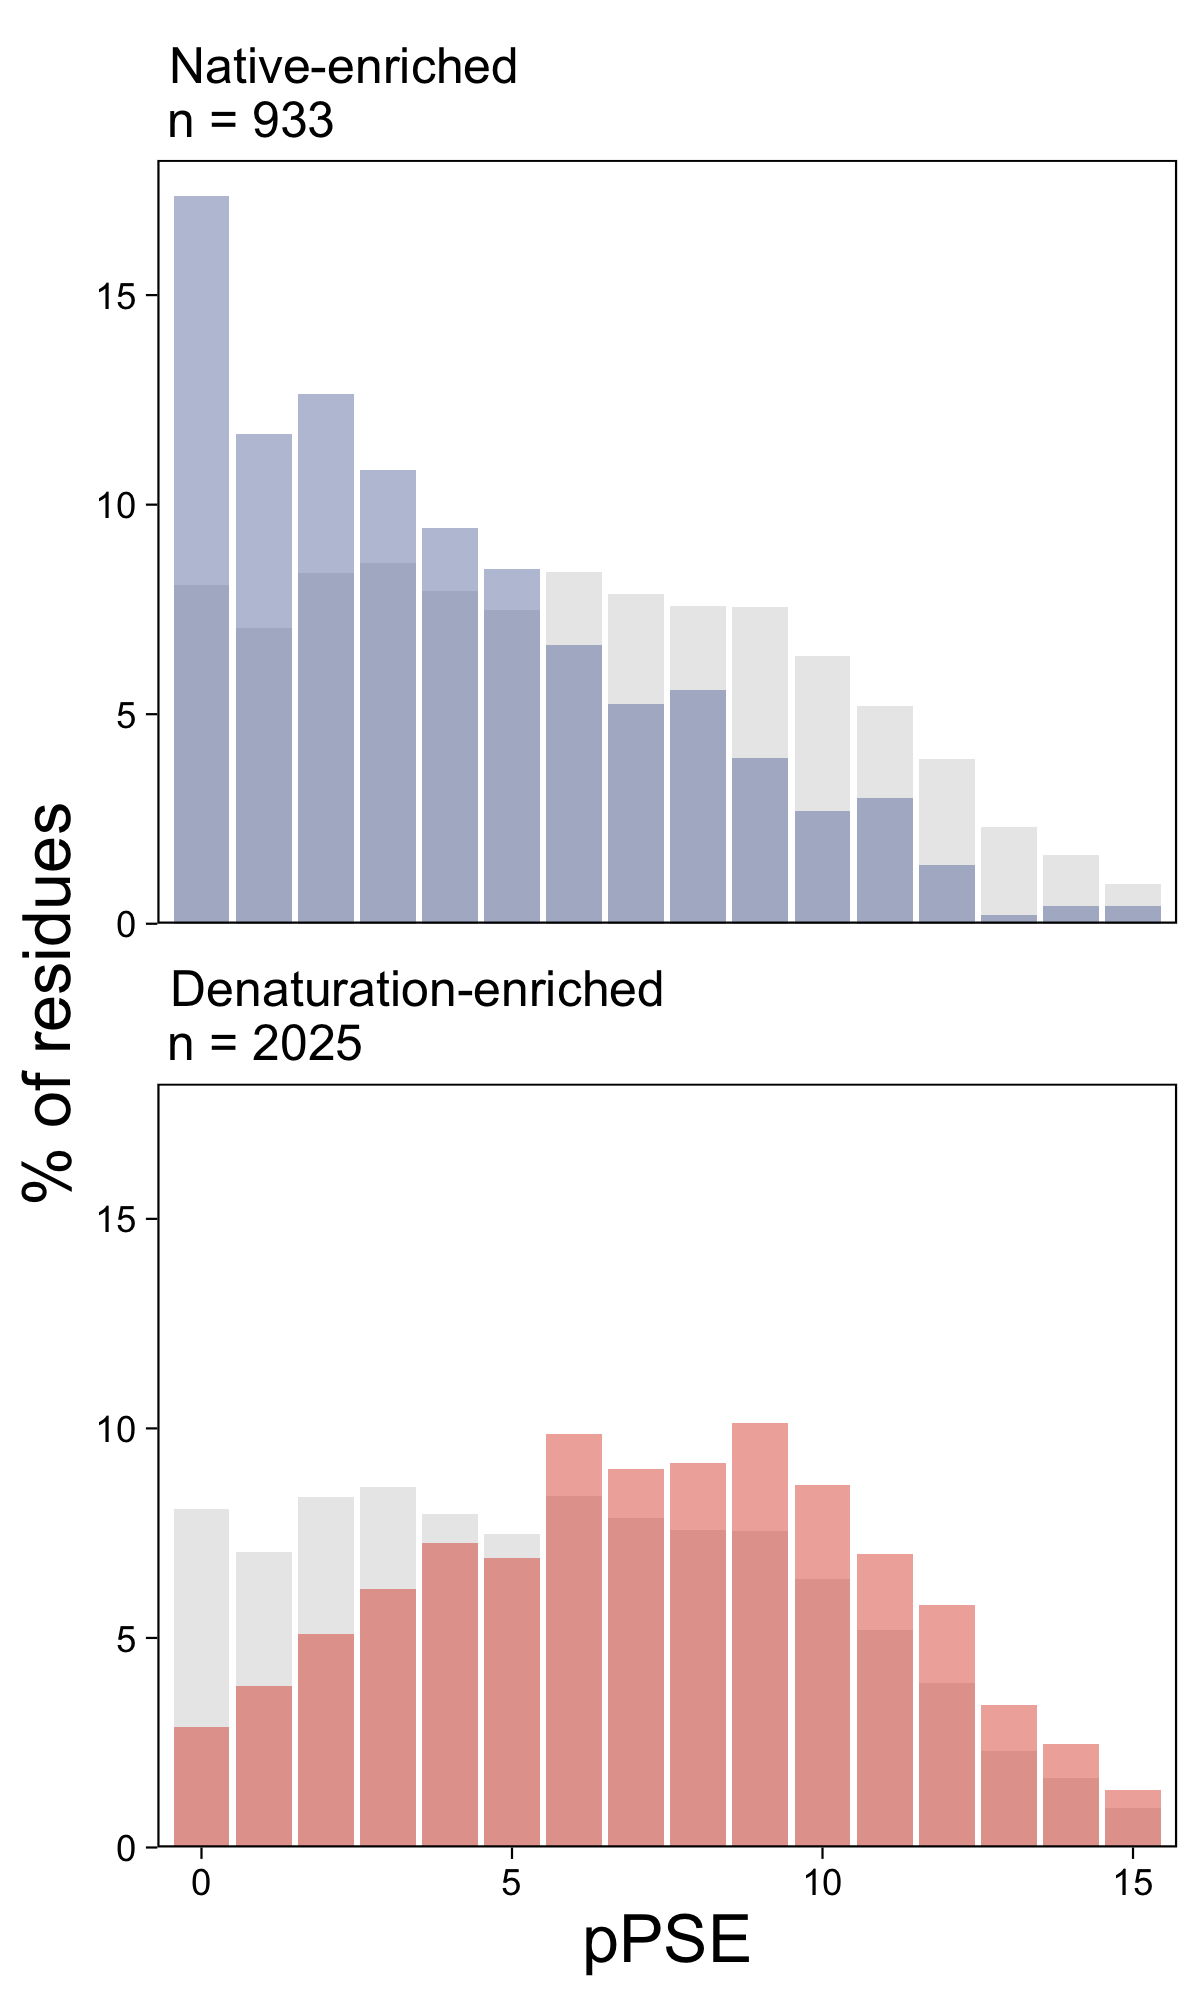 Native-enriched
n = 933
15
10
5
0
% of residues
Denaturation-enriched
n = 2025
15
10
5
0
0 5 10 15
pPSE